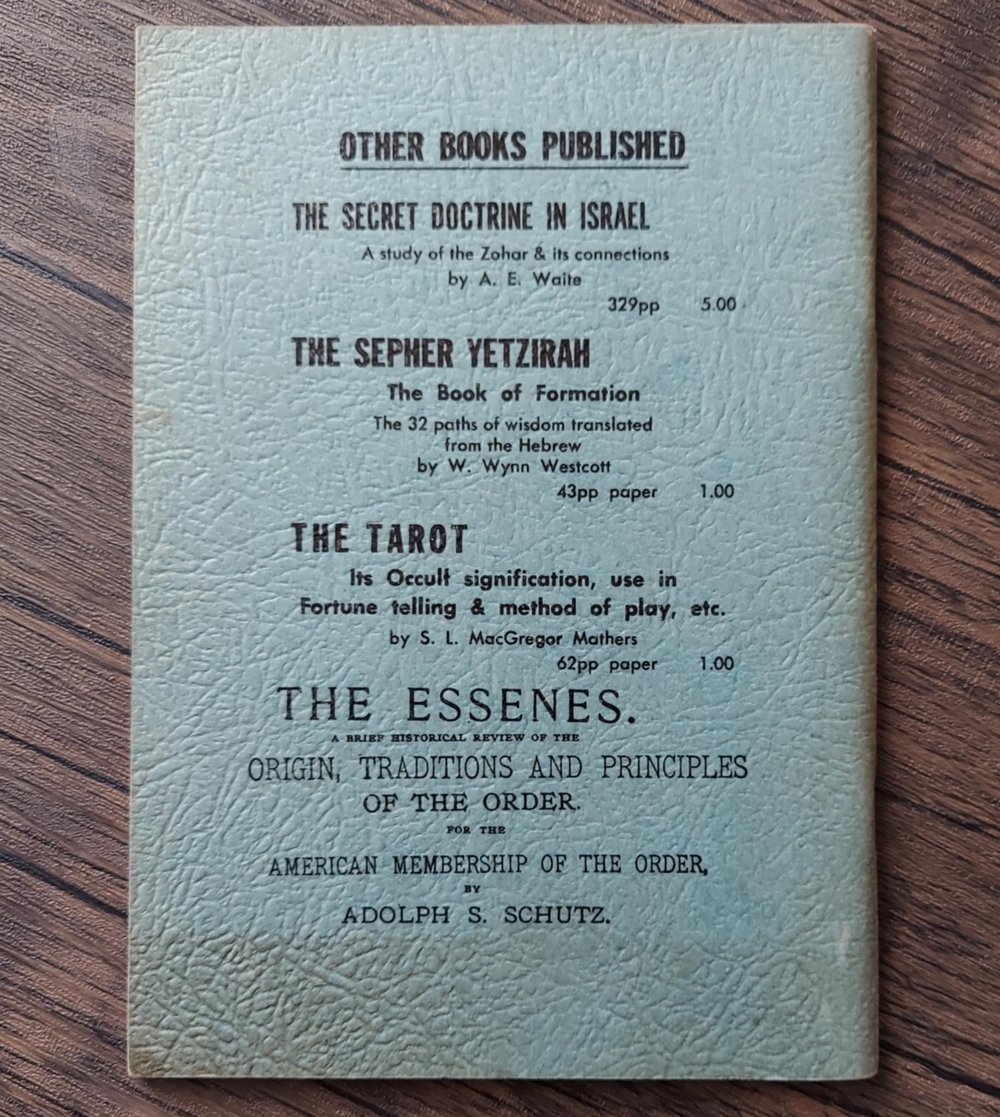 OTHER BOOKS PUBLISHED
THE SECRET DOCTRINE IN ISRAEL
A study of the Zohar & its connections
by A. E. Waite
329pp 5.00
THE SEPHER YETZIRAH
The Book of Formation
The 32 paths of wisdom translated
from the Hebrew
by W. Wynn Westcott
43pp paper 1.00
THE TAROT
Its Occult signification, use in
Fortune telling & method of play, etc.
by S. L. MacGregor Mathers
62pp paper 1.00
THE ESSENES.
A BRIEF HISTORICAL REVIEW OF THE
ORIGIN, TRADITIONS AND PRINCIPLES
OF THE ORDER.
FOR THE
AMERICAN MEMBERSHIP OF THE ORDER,
BY
ADOLPH S. SCHUTZ.